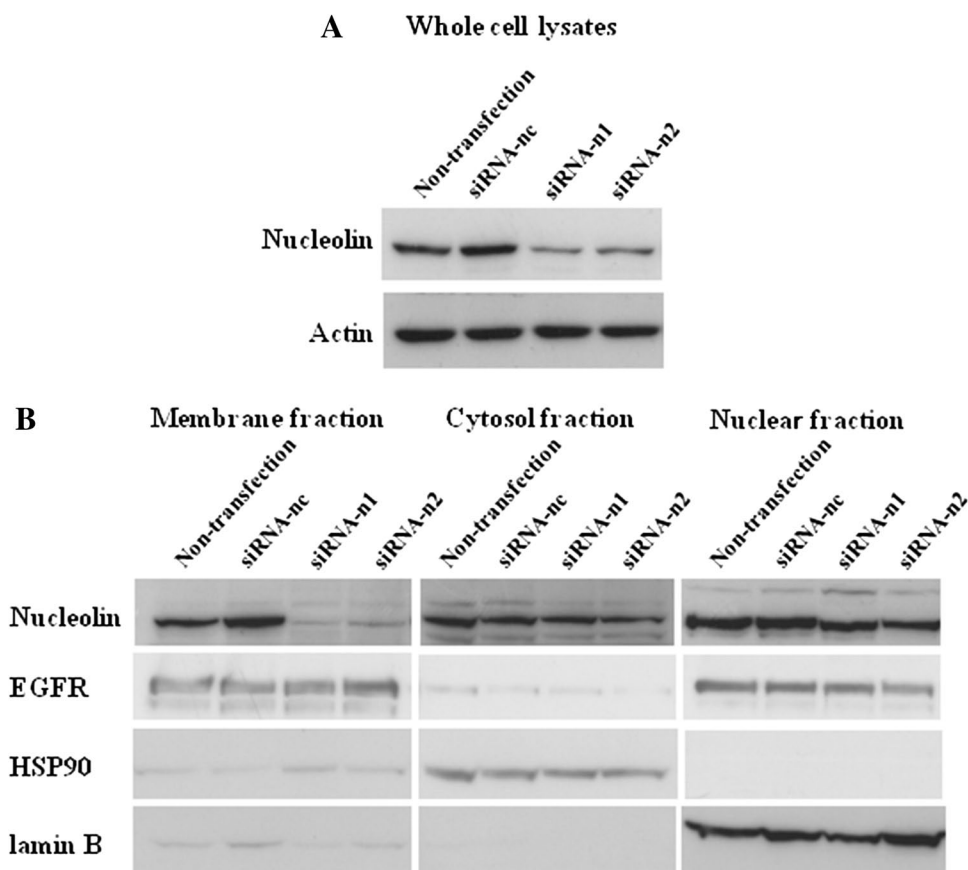 A
Whole cell lysates
Non-transfection
siRNA-nc
siRNA-n1
siRNA-n2
Nucleolin
Actin
B
Membrane fraction
Cytosol fraction
Nuclear fraction
Non-transfection
siRNA-nc
siRNA-n1
siRNA-n2
Non-transfection
siRNA-nc
siRNA-n1
siRNA-n2
Non-transfection
siRNA-nc
siRNA-n1
siRNA-n2
Nucleolin
EGFR
HSP90
lamin B